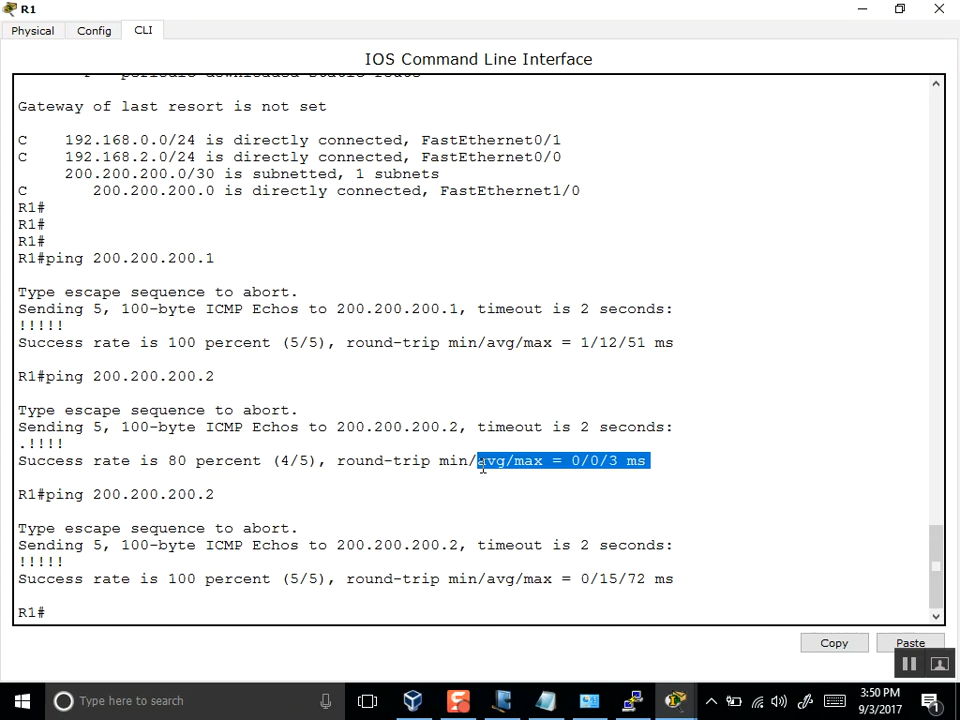 R1
Physical Config CLI
IOS Command Line Interface
Gateway of last resort is not set
C    192.168.0.0/24 is directly connected, FastEthernet0/1
C    192.168.2.0/24 is directly connected, FastEthernet0/0
     200.200.200.0/30 is subnetted, 1 subnets
C       200.200.200.0 is directly connected, FastEthernet1/0
R1#
R1#
R1#
R1#ping 200.200.200.1
Type escape sequence to abort.
Sending 5, 100-byte ICMP Echos to 200.200.200.1, timeout is 2 seconds:
!!!!!
Success rate is 100 percent (5/5), round-trip min/avg/max = 1/12/51 ms
R1#ping 200.200.200.2
Type escape sequence to abort.
Sending 5, 100-byte ICMP Echos to 200.200.200.2, timeout is 2 seconds:
.!!!!
Success rate is 80 percent (4/5), round-trip min/avg/max = 0/0/3 ms
R1#ping 200.200.200.2
Type escape sequence to abort.
Sending 5, 100-byte ICMP Echos to 200.200.200.2, timeout is 2 seconds:
!!!!!
Success rate is 100 percent (5/5), round-trip min/avg/max = 0/15/72 ms
R1#
Copy Paste
Type here to search
3:50 PM
9/3/2017
1